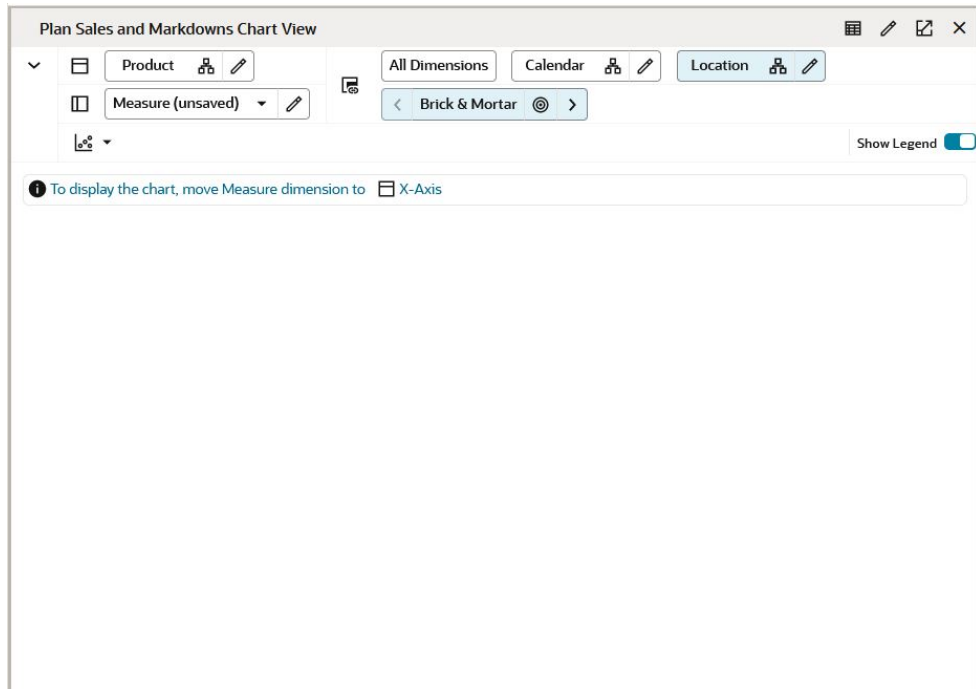 Plan Sales and Markdowns Chart View
Product
All Dimensions Calendar Location
Measure (unsaved)
Brick & Mortar
Show Legend
To display the chart, move Measure dimension to X-Axis